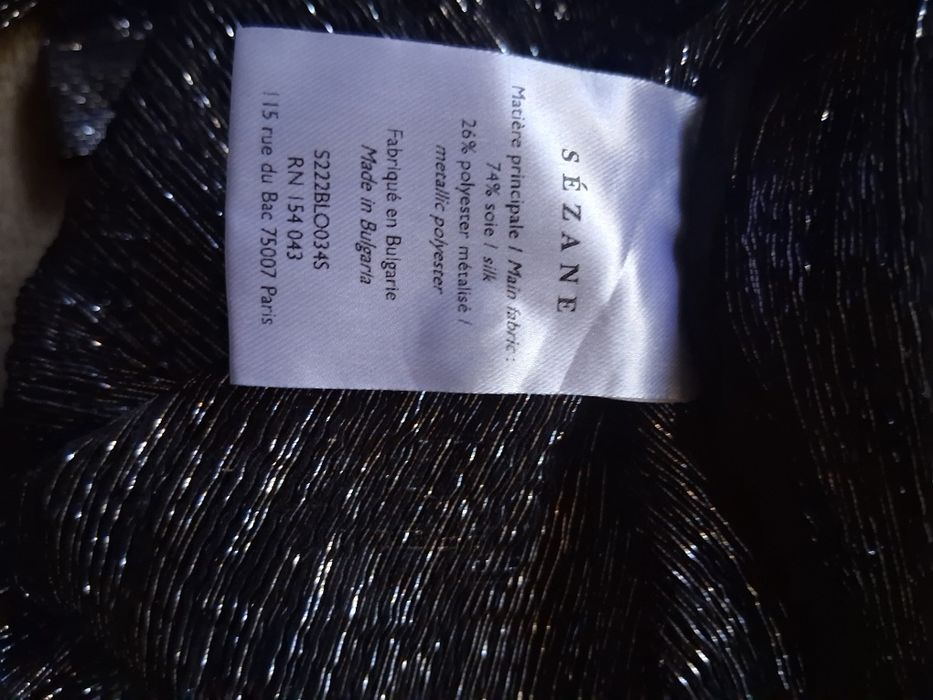 SÉZANE
Matière principale / Main fabric :
74% soie / silk
26% polyester métalisé /
metallic polyester
Fabriqué en Bulgarie
Made in Bulgaria
S222BLO034S
RN 154 043
115 rue du Bac 75007 Paris